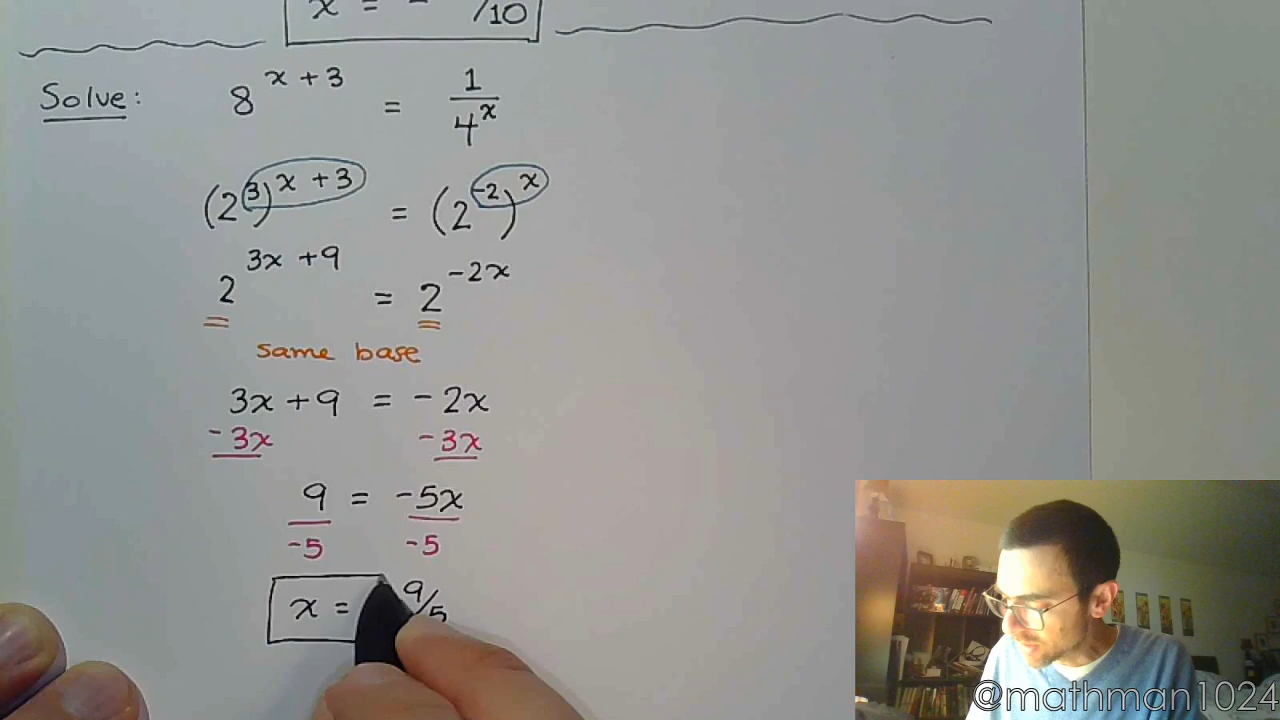 x = - /10
Solve: 8^(x + 3) = 1/4^x
(2^3)^(x + 3) = (2^-2)^x
2^(3x + 9) = 2^(-2x)
same base
3x + 9 = - 2x
- 3x - 3x
9 = -5x
-5 -5
x = 9/5
@mathman1024